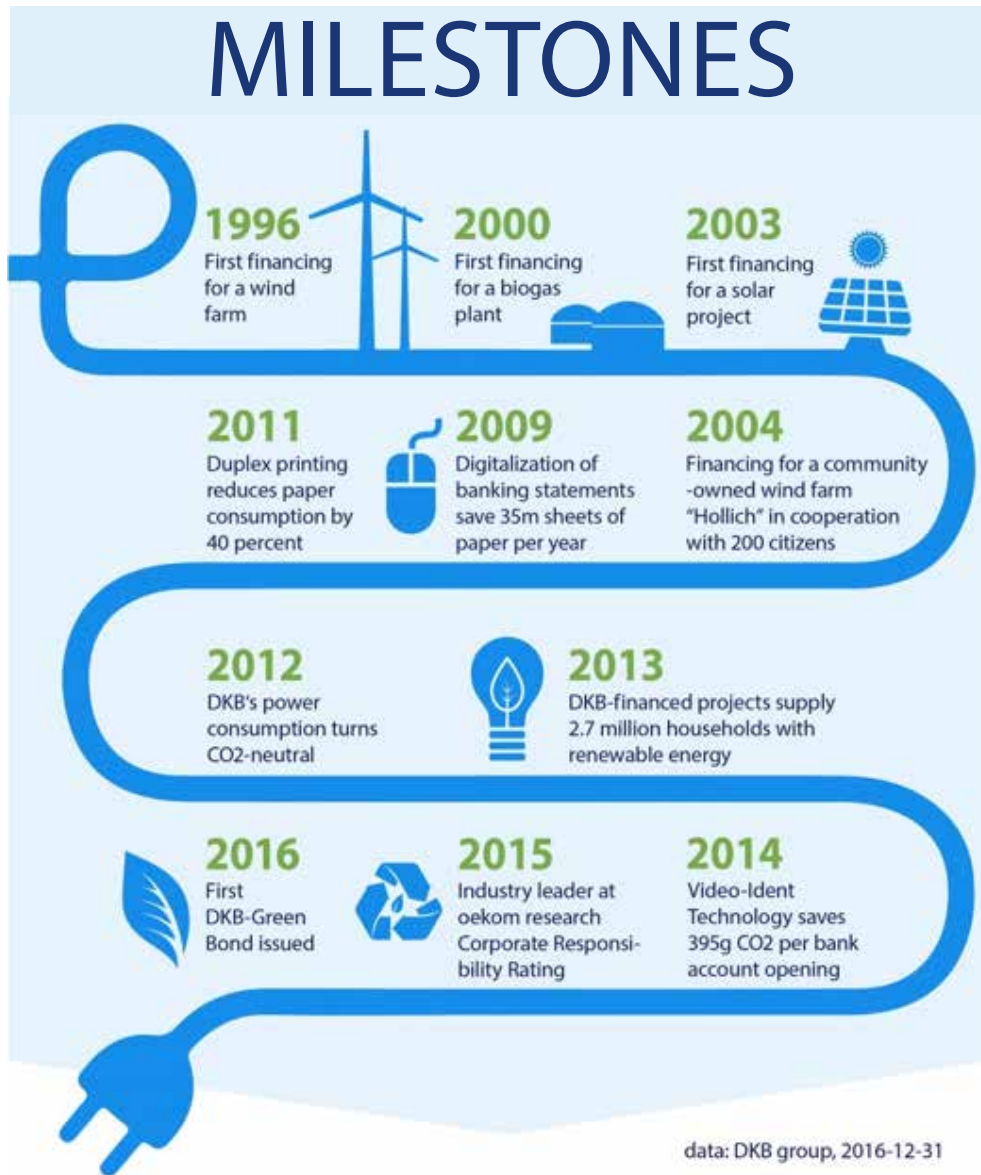 MILESTONES
1996
First financing
for a wind
farm
2000
First financing
for a biogas
plant
2003
First financing
for a solar
project
2011
Duplex printing
reduces paper
consumption by
40 percent
2009
Digitalization of
banking statements
save 35m sheets of
paper per year
2004
Financing for a community
-owned wind farm
"Hollich" in cooperation
with 200 citizens
2012
DKB's power
consumption turns
CO2-neutral
2013
DKB-financed projects supply
2.7 million households with
renewable energy
2016
First
DKB-Green
Bond issued
2015
Industry leader at
oekom research
Corporate Responsi-
bility Rating
2014
Video-Ident
Technology saves
395g CO2 per bank
account opening
data: DKB group, 2016-12-31